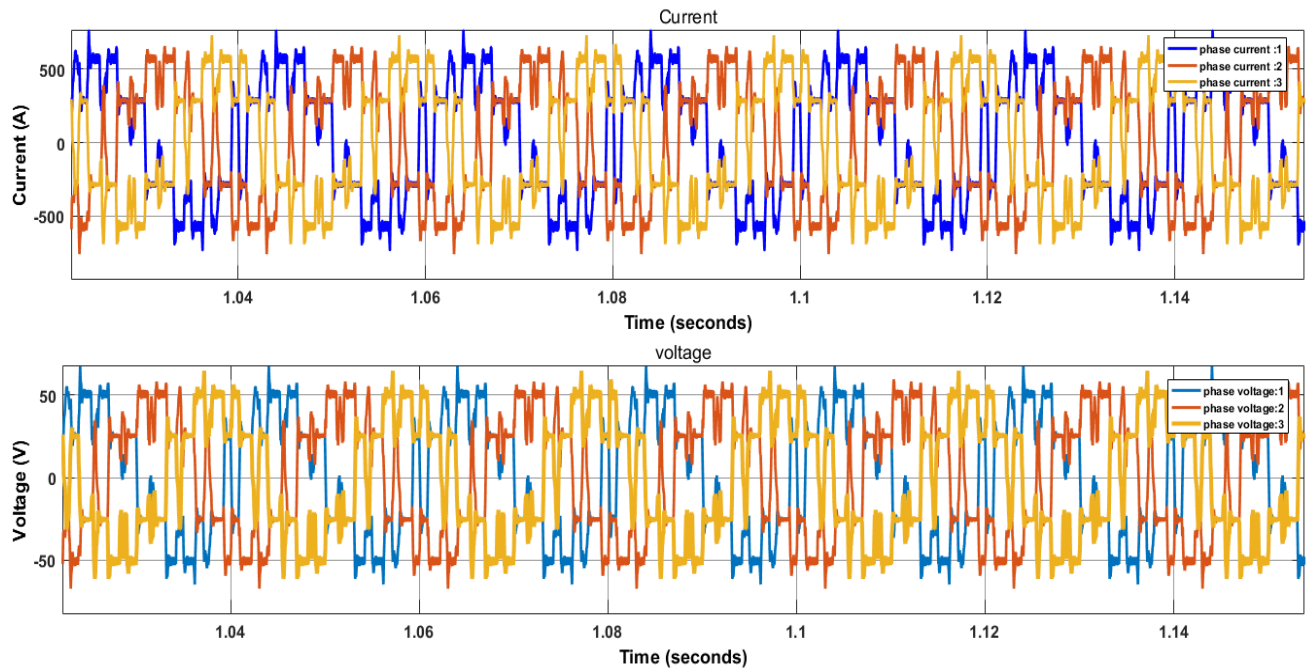 Current
500
0
-500
Current (A)
phase current :1
phase current :2
phase current :3
1.04
1.06
1.08
1.1
1.12
1.14
Time (seconds)
voltage
50
0
-50
Voltage (V)
phase voltage:1
phase voltage:2
phase voltage:3
1.04
1.06
1.08
1.1
1.12
1.14
Time (seconds)